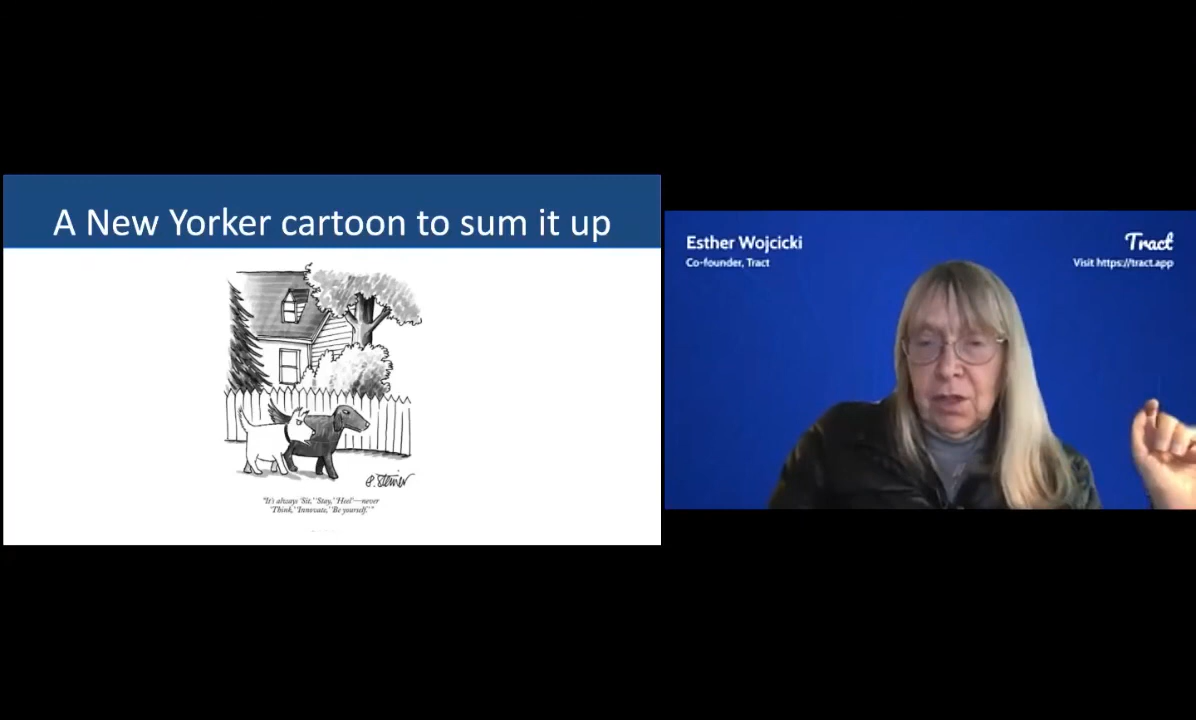 A New Yorker cartoon to sum it up
P. Steiner
"It's always 'Sit,' 'Stay,' 'Heel'—never
'Think,' 'Innovate,' 'Be yourself.'"
Esther Wojcicki
Co-founder, Tract
Tract
Visit https://tract.app